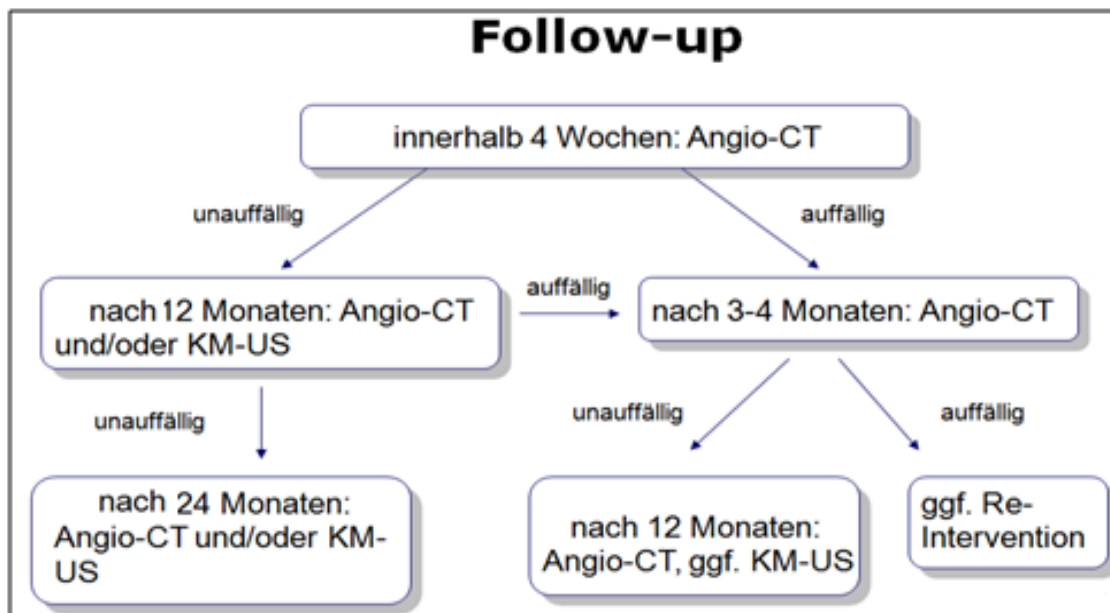 Follow-up
innerhalb 4 Wochen: Angio-CT
unauffällig
auffällig
nach 12 Monaten: Angio-CT
und/oder KM-US
auffällig
nach 3-4 Monaten: Angio-CT
unauffällig
unauffällig
auffällig
nach 24 Monaten:
Angio-CT und/oder KM-
US
nach 12 Monaten:
Angio-CT, ggf. KM-US
ggf. Re-
Intervention